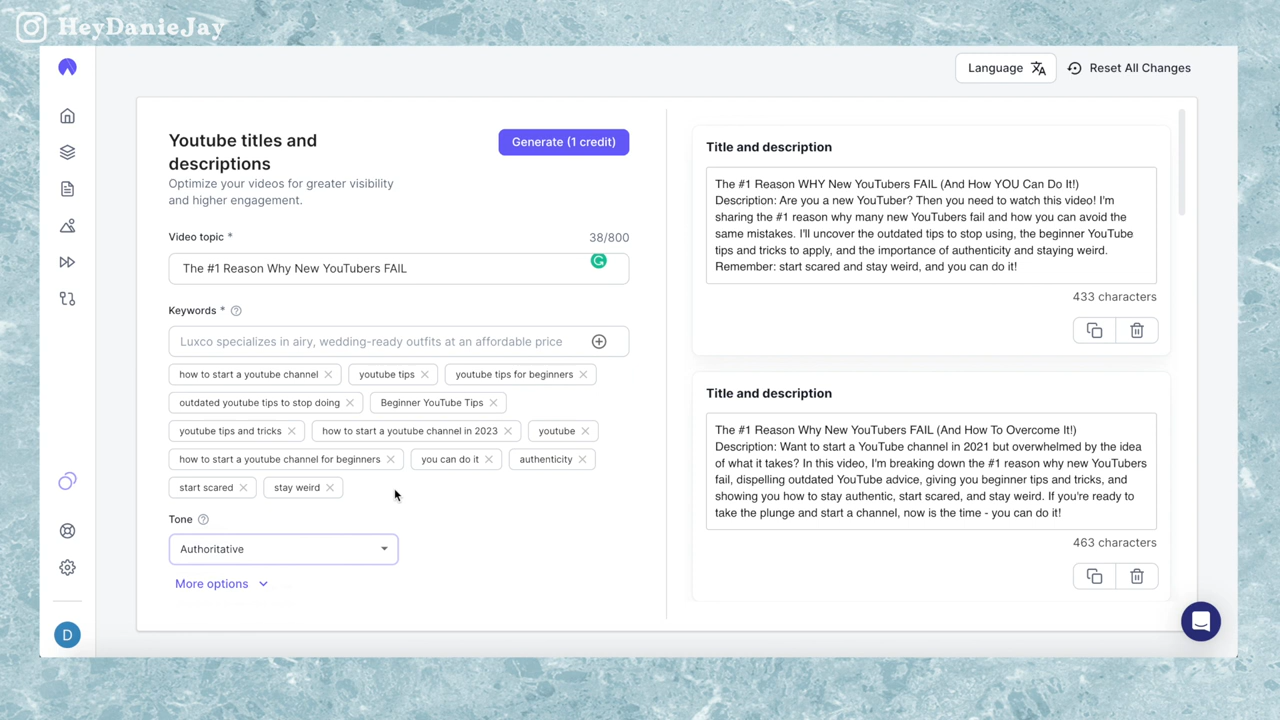 HeyDanieJay
Language
Reset All Changes
Youtube titles and
descriptions
Generate (1 credit)
Optimize your videos for greater visibility
and higher engagement.
Video topic *
38/800
The #1 Reason Why New YouTubers FAIL
Keywords *
Luxco specializes in airy, wedding-ready outfits at an affordable price
how to start a youtube channel
youtube tips
youtube tips for beginners
outdated youtube tips to stop doing
Beginner YouTube Tips
youtube tips and tricks
how to start a youtube channel in 2023
youtube
how to start a youtube channel for beginners
you can do it
authenticity
start scared
stay weird
Tone
Authoritative
More options
D
Title and description
The #1 Reason WHY New YouTubers FAIL (And How YOU Can Do It!)
Description: Are you a new YouTuber? Then you need to watch this video! I'm
sharing the #1 reason why many new YouTubers fail and how you can avoid the
same mistakes. I'll uncover the outdated tips to stop using, the beginner YouTube
tips and tricks to apply, and the importance of authenticity and staying weird.
Remember: start scared and stay weird, and you can do it!
433 characters
Title and description
The #1 Reason Why New YouTubers FAIL (And How To Overcome It!)
Description: Want to start a YouTube channel in 2021 but overwhelmed by the idea
of what it takes? In this video, I'm breaking down the #1 reason why new YouTubers
fail, dispelling outdated YouTube advice, giving you beginner tips and tricks, and
showing you how to stay authentic, start scared, and stay weird. If you're ready to
take the plunge and start a channel, now is the time - you can do it!
463 characters